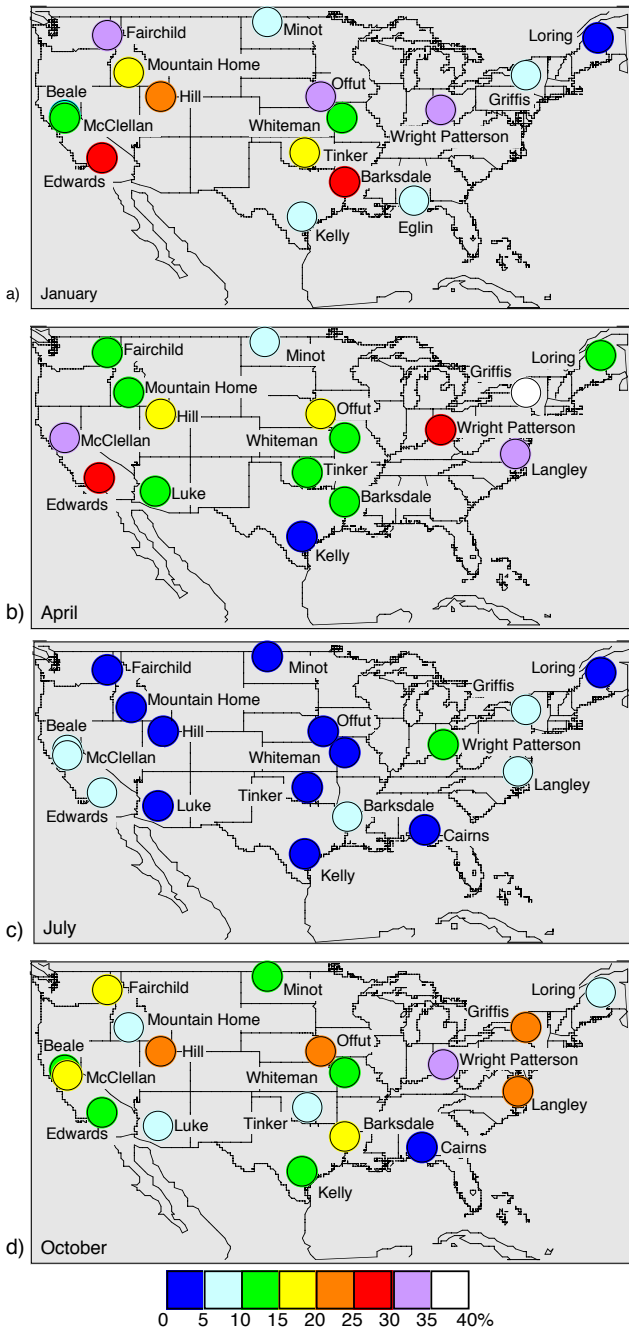 Fairchild
Minot
Loring
Mountain Home
Beale
Hill
Offut
Griffis
McClellan
Whiteman
Wright Patterson
Tinker
Edwards
Barksdale
Kelly
Eglin
a) January
Fairchild
Minot
Loring
Griffis
Mountain Home
Hill
Offut
McClellan
Whiteman
Wright Patterson
Tinker
Langley
Edwards
Luke
Barksdale
Kelly
b) April
Fairchild
Minot
Loring
Griffis
Mountain Home
Beale
Hill
Offut
McClellan
Whiteman
Wright Patterson
Tinker
Langley
Edwards
Luke
Barksdale
Cairns
Kelly
c) July
Fairchild
Minot
Loring
Griffis
Mountain Home
Beale
Hill
Offut
McClellan
Whiteman
Wright Patterson
Langley
Edwards
Luke
Tinker
Barksdale
Cairns
Kelly
d) October
0 5 10 15 20 25 30 35 40%